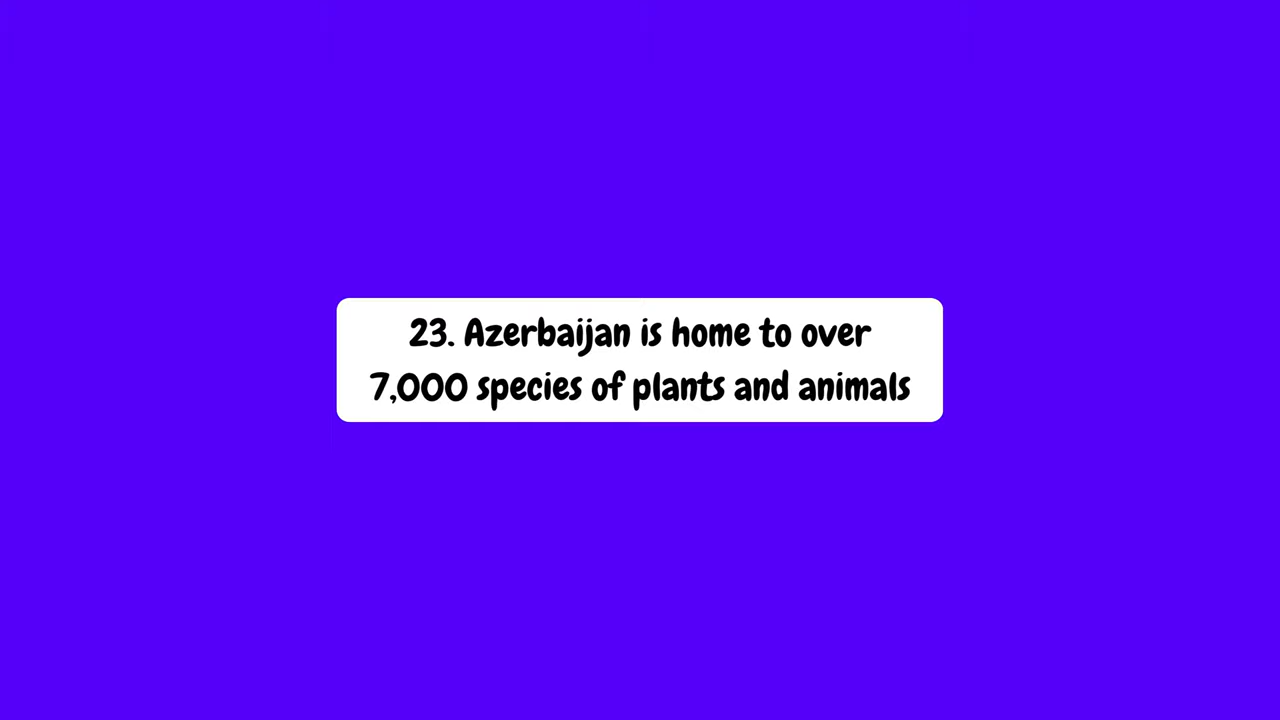 23. Azerbaijan is home to over
7,000 species of plants and animals